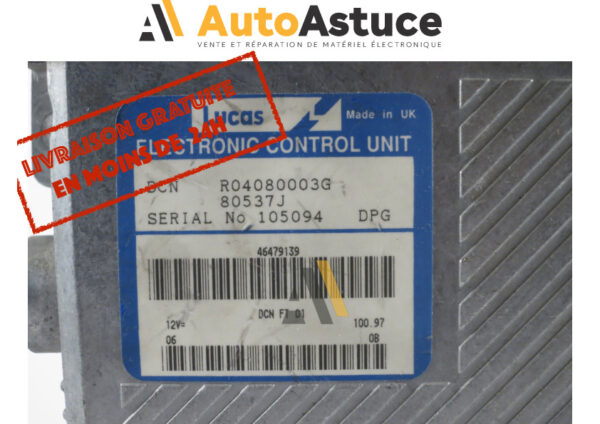 AutoAstuce
VENTE ET RÉPARATION DE MATÉRIEL ÉLECTRONIQUE
LIVRAISON GRATUITE
EN MOINS DE 24H
Lucas
Made in UK
ELECTRONIC CONTROL UNIT
DCN R04080003G
80537J
SERIAL No 105094 DPG
46479139
DCN FT 01
12V= 100.97
06 0B